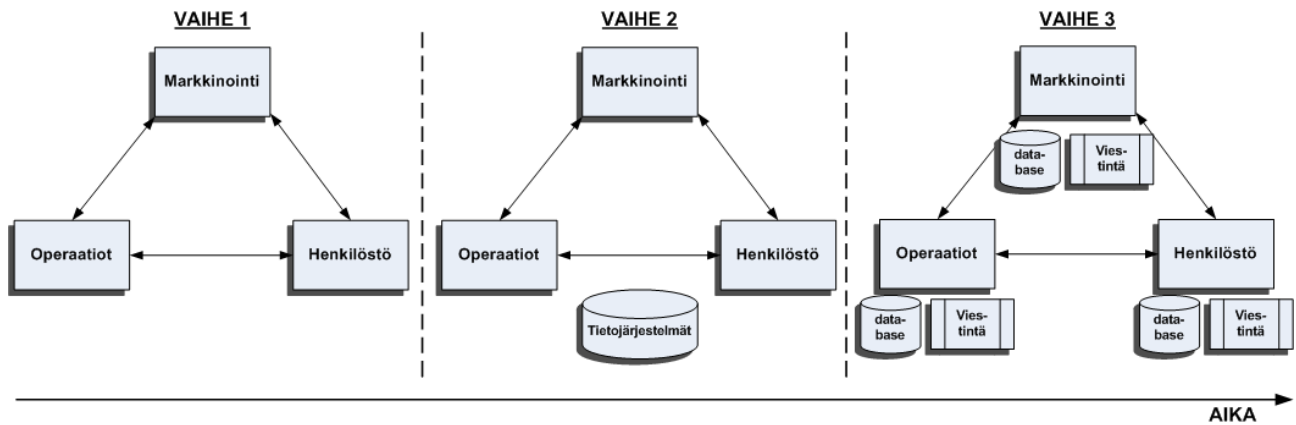 VAIHE 1
Markkinointi
Operaatiot
Henkilöstö
VAIHE 2
Markkinointi
Operaatiot
Henkilöstö
Tietojärjestelmät
VAIHE 3
Markkinointi
data-
base
Vies-
tintä
Operaatiot
Henkilöstö
data-
base
Vies-
tintä
data-
base
Vies-
tintä
AIKA